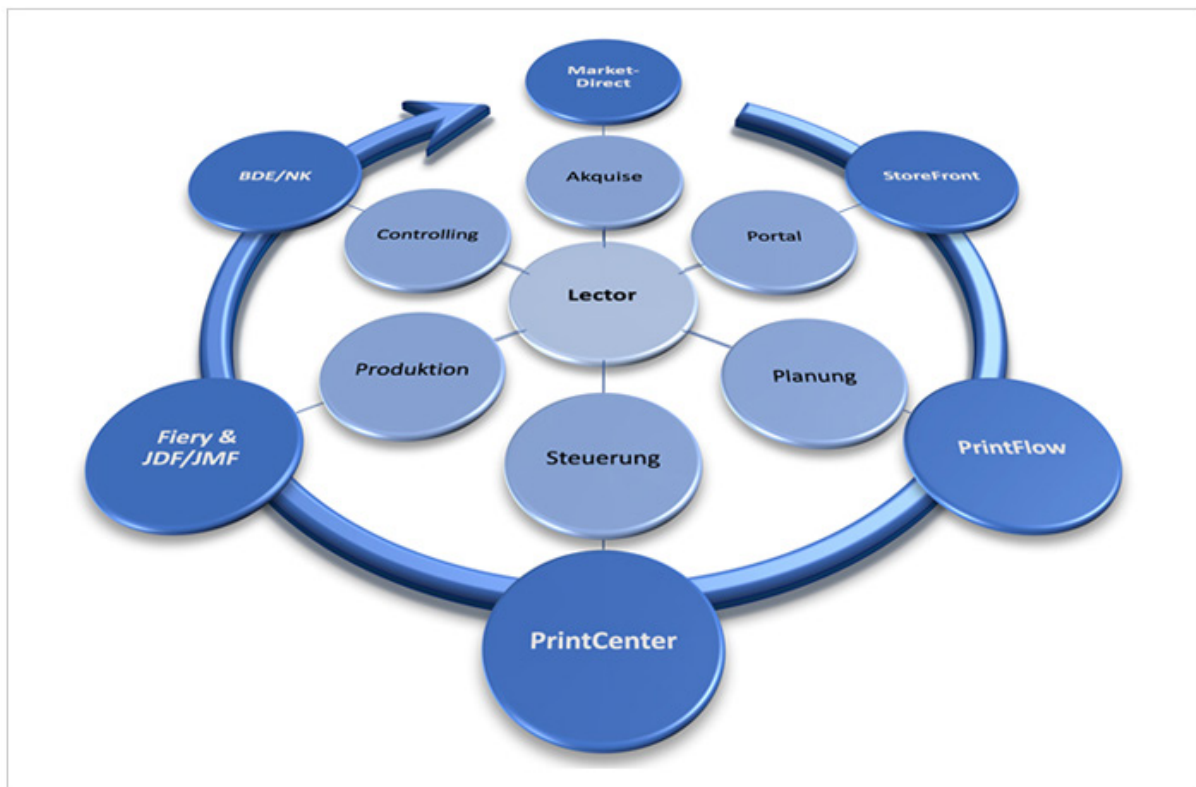 Market-
Direct
BDE/NK
Akquise
StoreFront
Controlling
Portal
Lector
Produktion
Planung
Fiery &
JDF/JMF
Steuerung
PrintFlow
PrintCenter